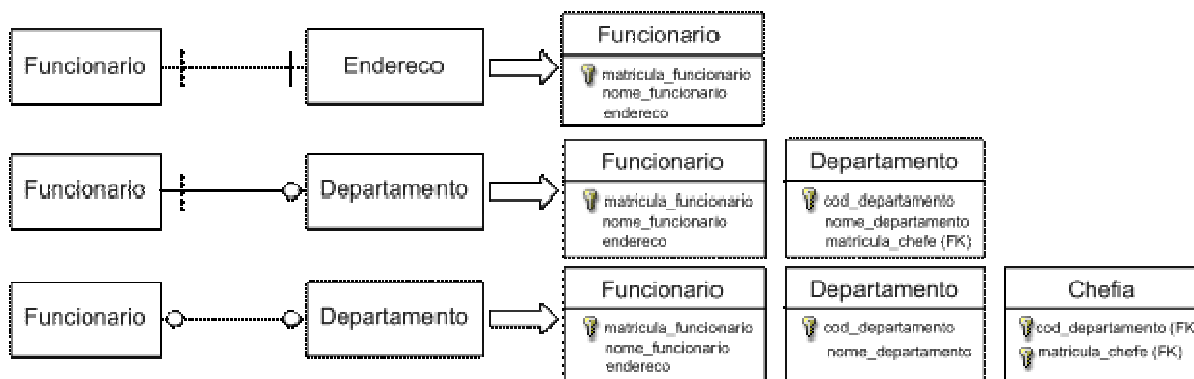 Funcionario
Endereco
Funcionario
matricula_funcionario
nome_funcionario
endereco
Funcionario
Departamento
Funcionario
matricula_funcionario
nome_funcionario
endereco
Departamento
cod_departamento
nome_departamento
matricula_chefe (FK)
Funcionario
Departamento
Funcionario
matricula_funcionario
nome_funcionario
endereco
Departamento
cod_departamento
nome_departamento
Chefia
cod_departamento (FK)
matricula_chefe (FK)